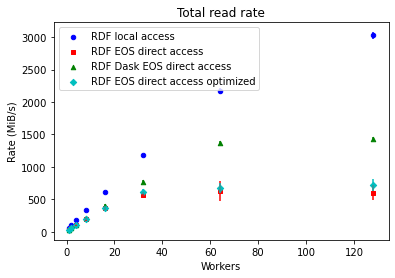 Total read rate
RDF local access
RDF EOS direct access
RDF Dask EOS direct access
RDF EOS direct access optimized
Rate (MiB/s)
3000
2500
2000
1500
1000
500
0
0 20 40 60 80 100 120
Workers